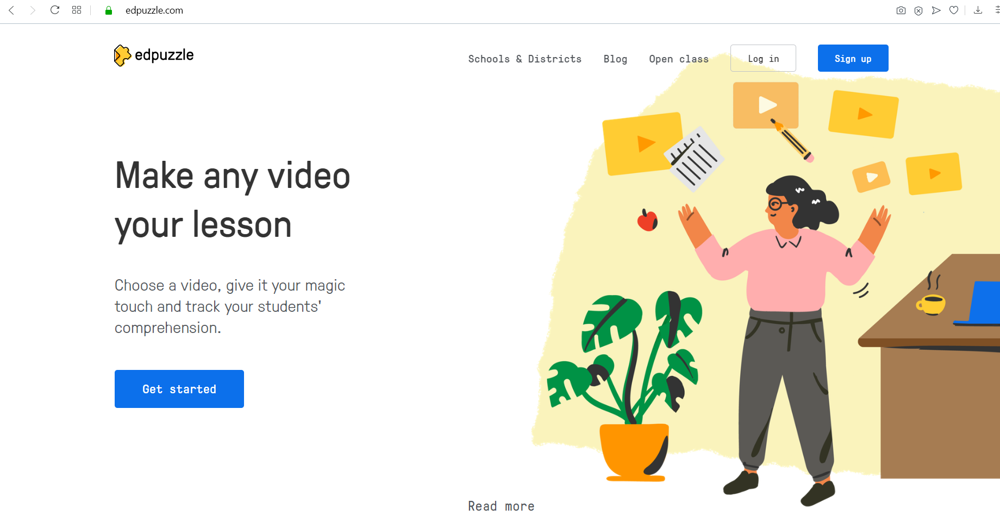 edpuzzle.com
edpuzzle
Schools & Districts
Blog
Open class
Log in
Sign up
Make any video
your lesson
Choose a video, give it your magic
touch and track your students'
comprehension.
Get started
Read more